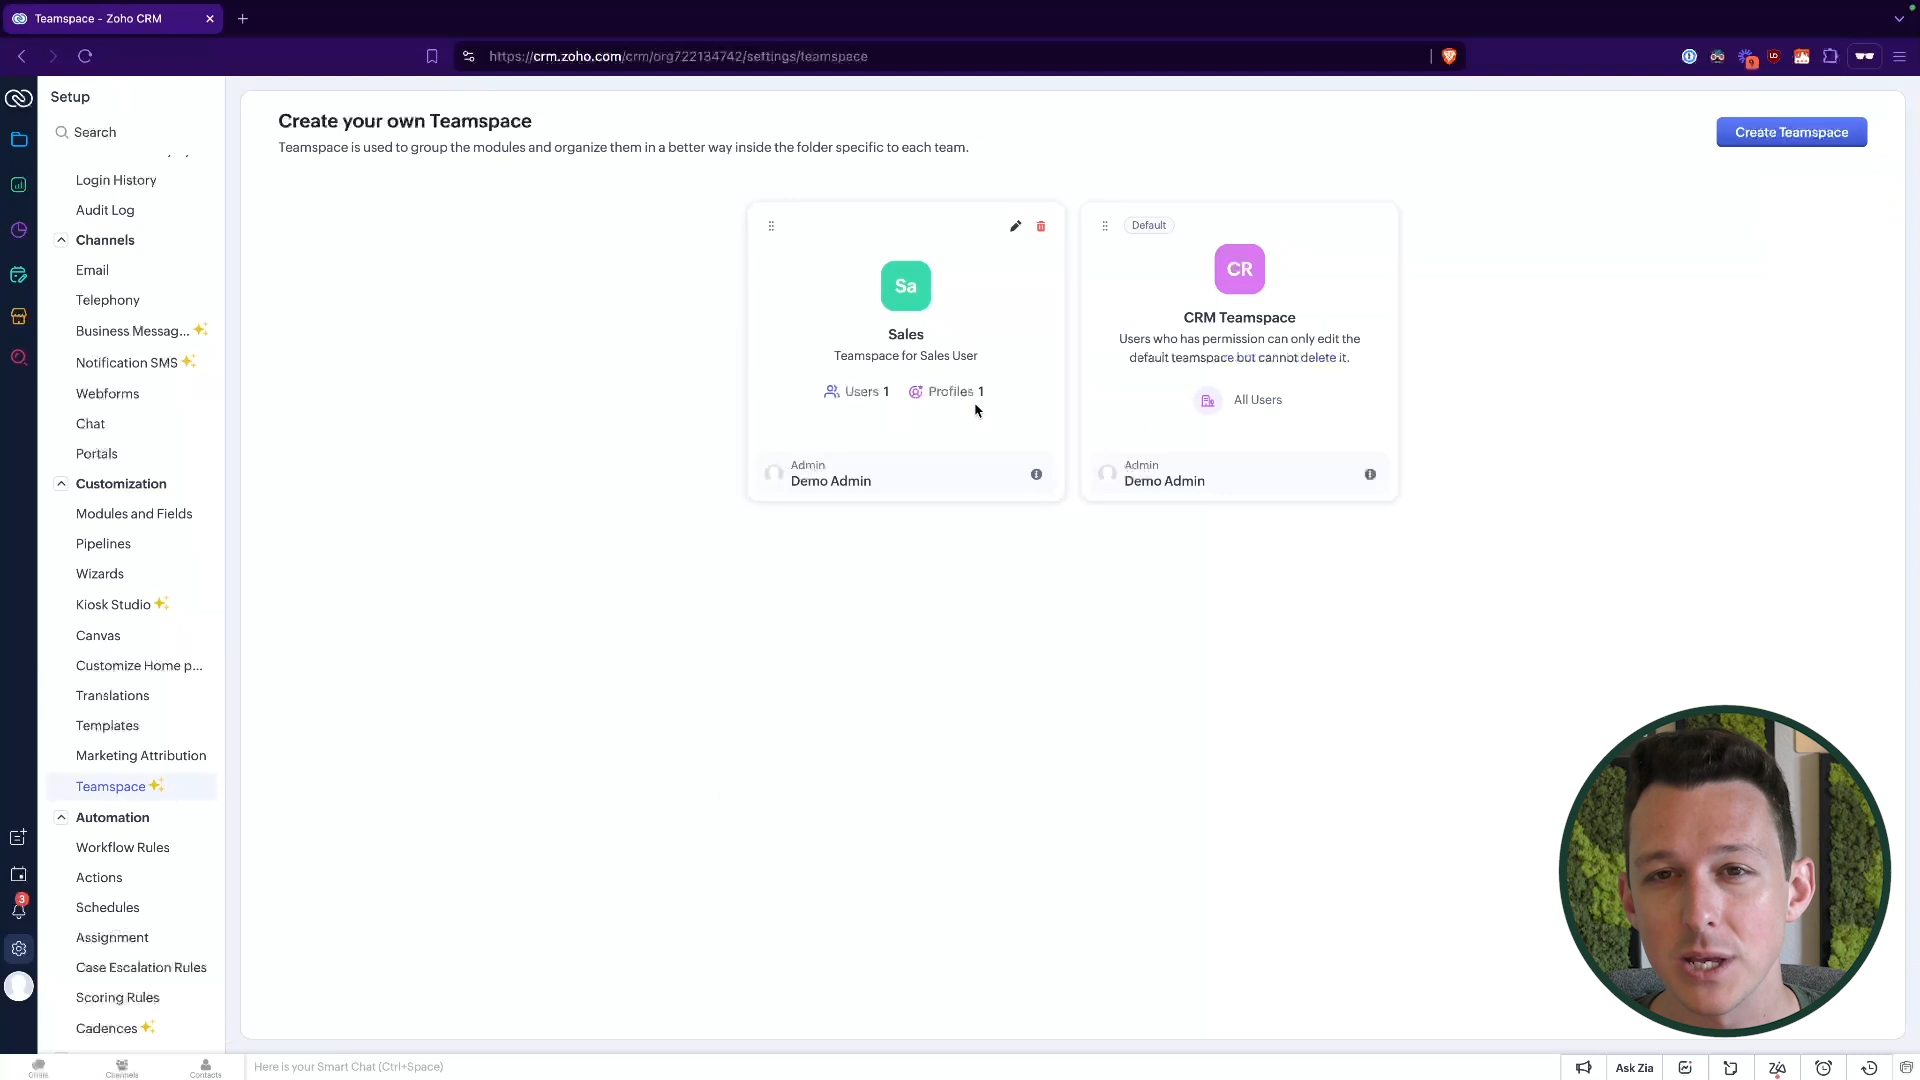 Teamspace - Zoho CRM
https://crm.zoho.com/crm/org722134742/settings/teamspace
9
Setup
Search
Login History
Audit Log
Channels
Email
Telephony
Business Messag...
Notification SMS
Webforms
Chat
Portals
Customization
Modules and Fields
Pipelines
Wizards
Kiosk Studio
Canvas
Customize Home p...
Translations
Templates
Marketing Attribution
Teamspace
Automation
Workflow Rules
Actions
Schedules
Assignment
Case Escalation Rules
Scoring Rules
Cadences
3
Create your own Teamspace
Teamspace is used to group the modules and organize them in a better way inside the folder specific to each team.
Create Teamspace
Sa
Sales
Teamspace for Sales User
Users 1
Profiles 1
Admin
Demo Admin
Default
CR
CRM Teamspace
Users who has permission can only edit the
default teamspace but cannot delete it.
All Users
Admin
Demo Admin
Channels
Contacts
Here is your Smart Chat (Ctrl+Space)
Ask Zia